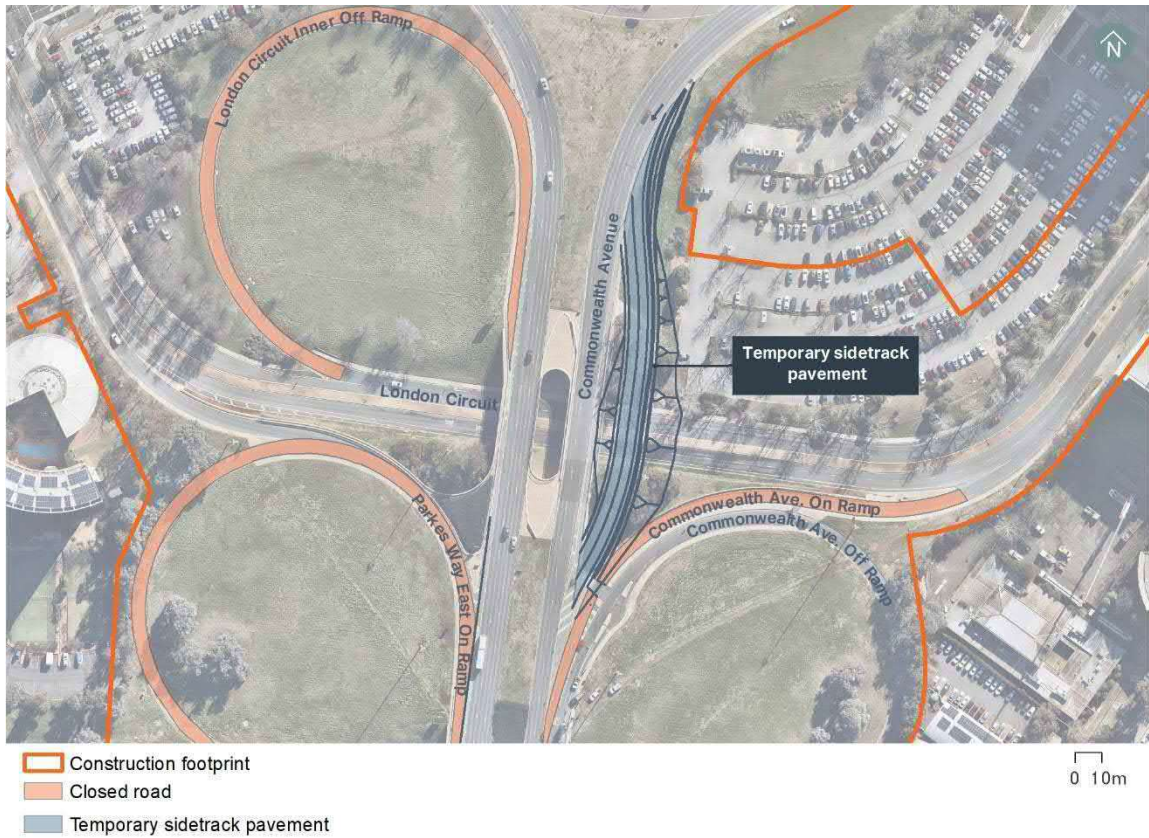 London Circuit Inner Off Ramp
N
Commonwealth Avenue
Temporary sidetrack
pavement
London Circuit
Parkes Way East On Ramp
Commonwealth Ave. On Ramp
Commonwealth Ave. Off Ramp
Construction footprint
Closed road
Temporary sidetrack pavement
0 10m